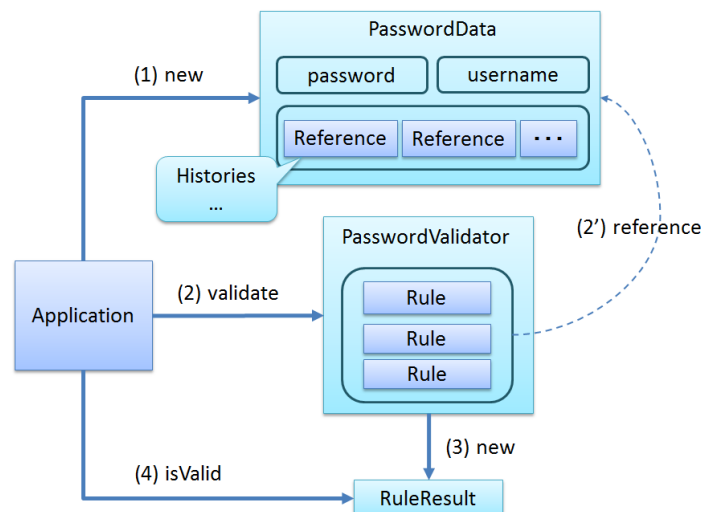 PasswordData
(1) new
password
username
Reference
Reference
・・・
Histories
...
(2') reference
PasswordValidator
Application
(2) validate
Rule
Rule
Rule
(3) new
(4) isValid
RuleResult